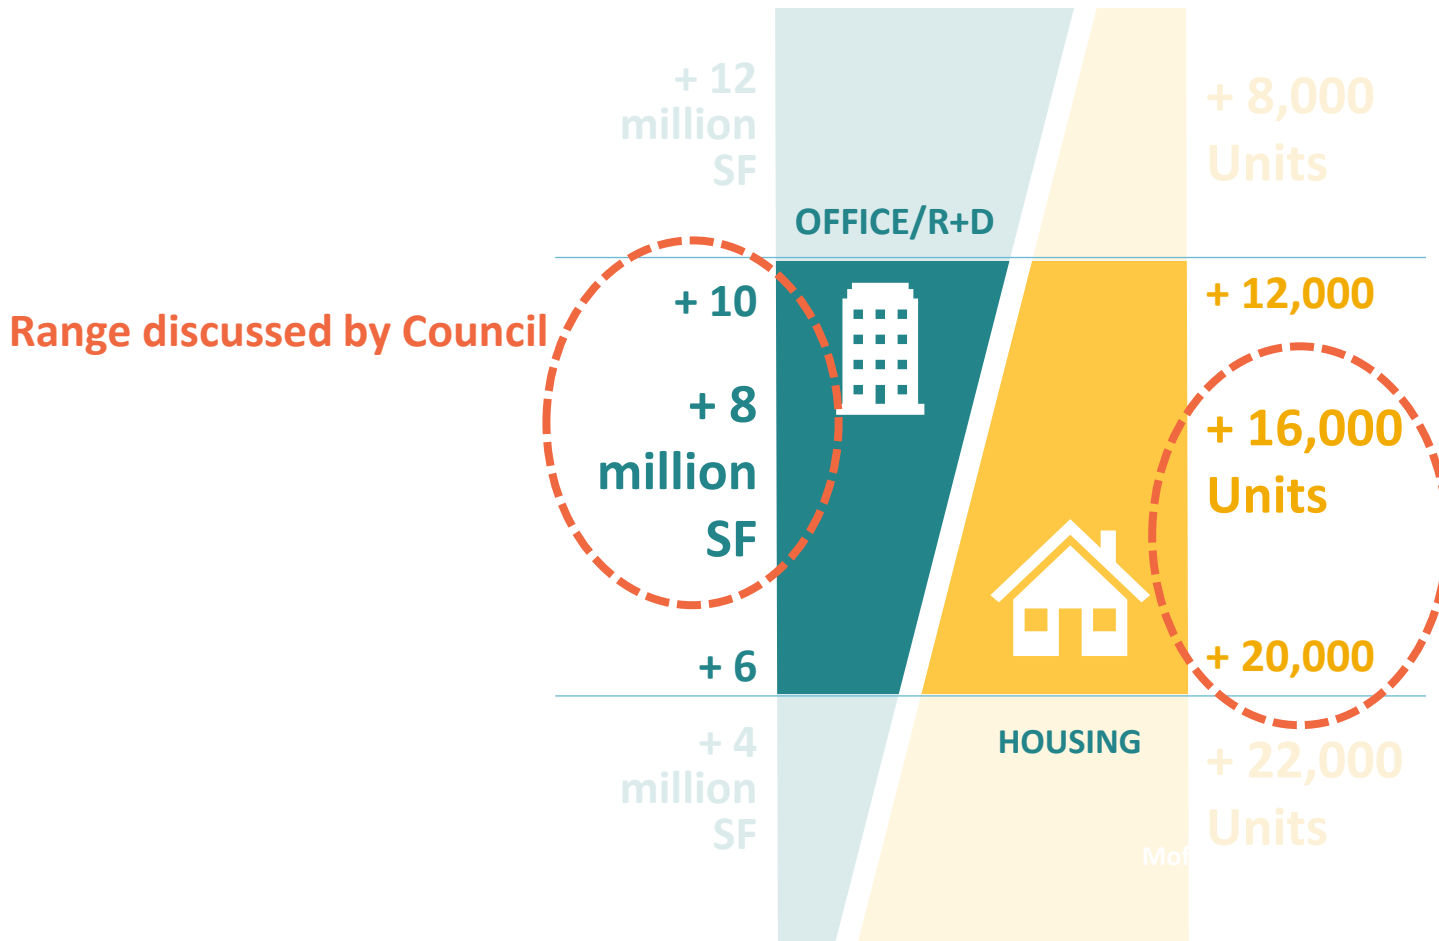 + 12
million
SF
+ 8,000
Units
OFFICE/R+D
Range discussed by Council
+ 10
+ 8
million
SF
+ 6
+ 12,000
+ 16,000
Units
+ 20,000
HOUSING
+ 4
million
SF
+ 22,000
Units